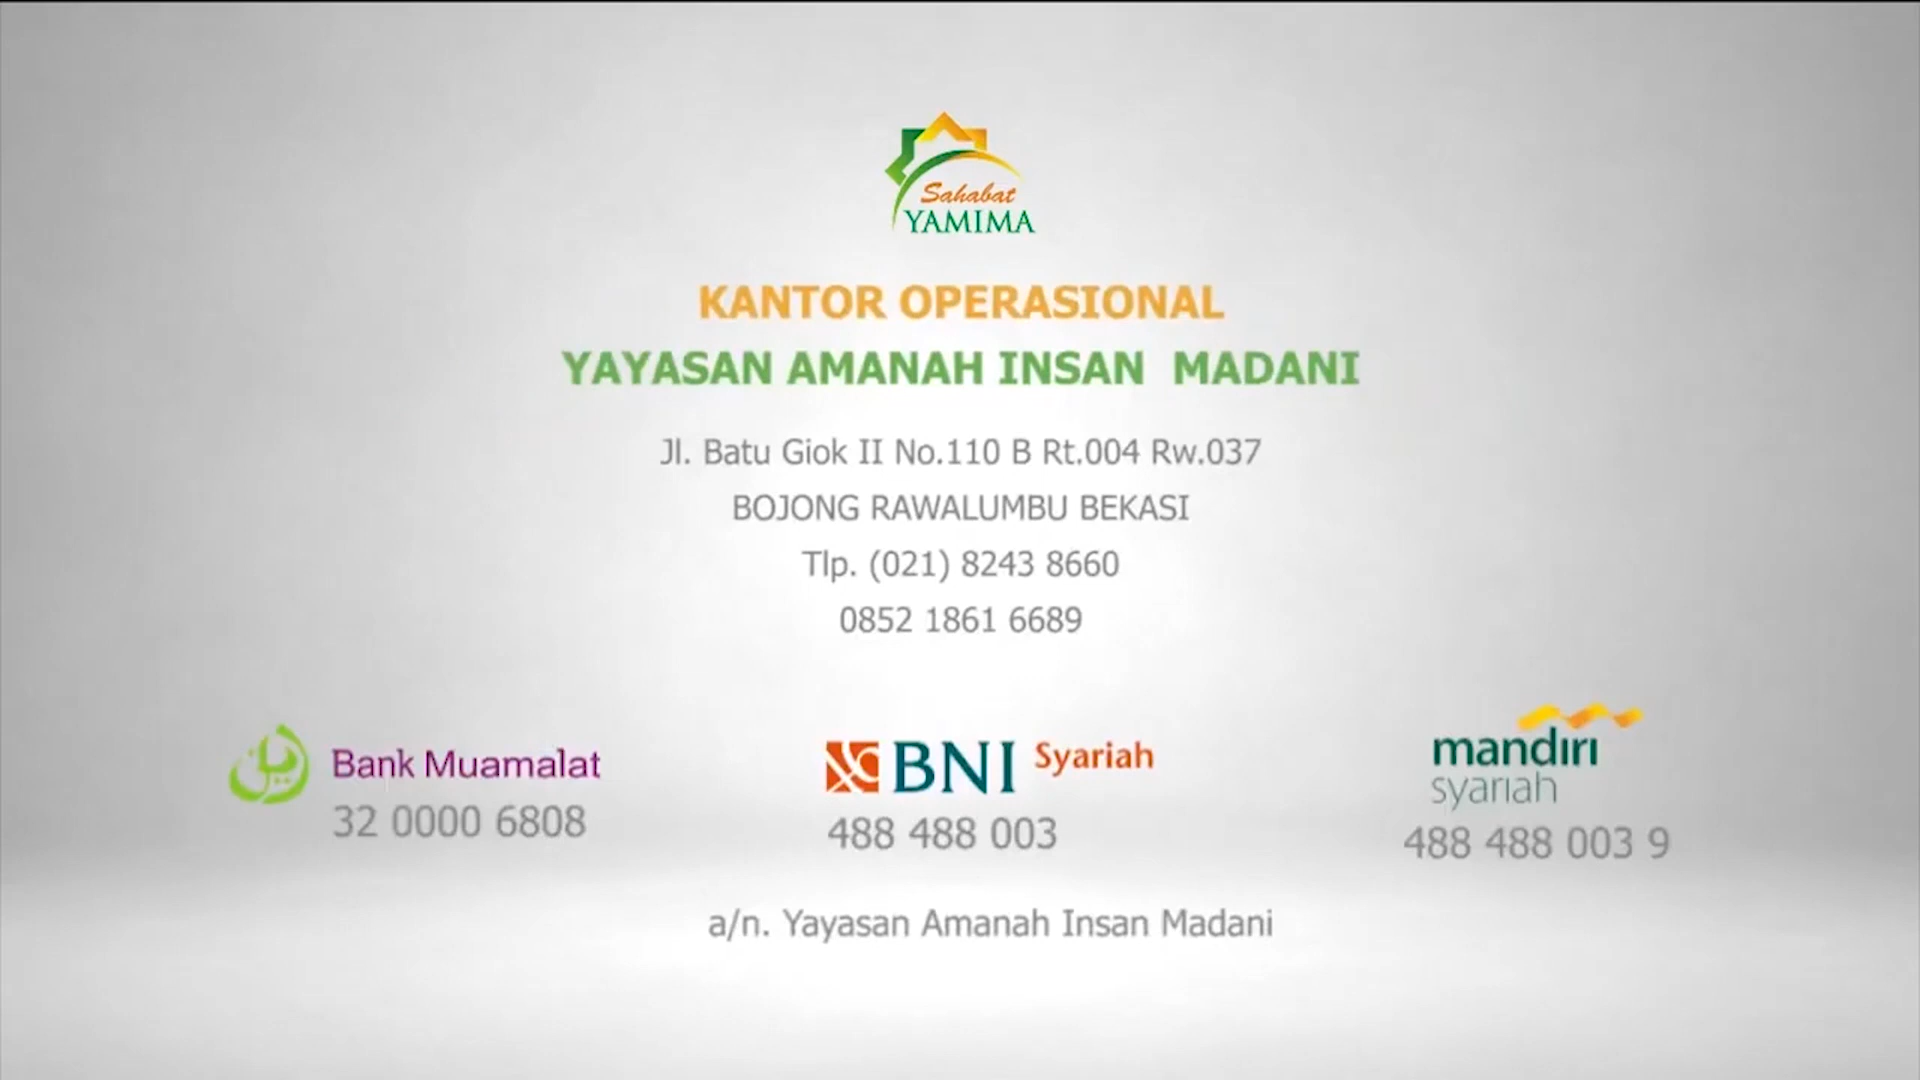 Sahabat
YAMIMA
KANTOR OPERASIONAL
YAYASAN AMANAH INSAN  MADANI
Jl. Batu Giok II No.110 B Rt.004 Rw.037
BOJONG RAWALUMBU BEKASI
Tlp. (021) 8243 8660
0852 1861 6689
Bank Muamalat
32 0000 6808
BNI Syariah
488 488 003
mandiri
syariah
488 488 003 9
a/n. Yayasan Amanah Insan Madani